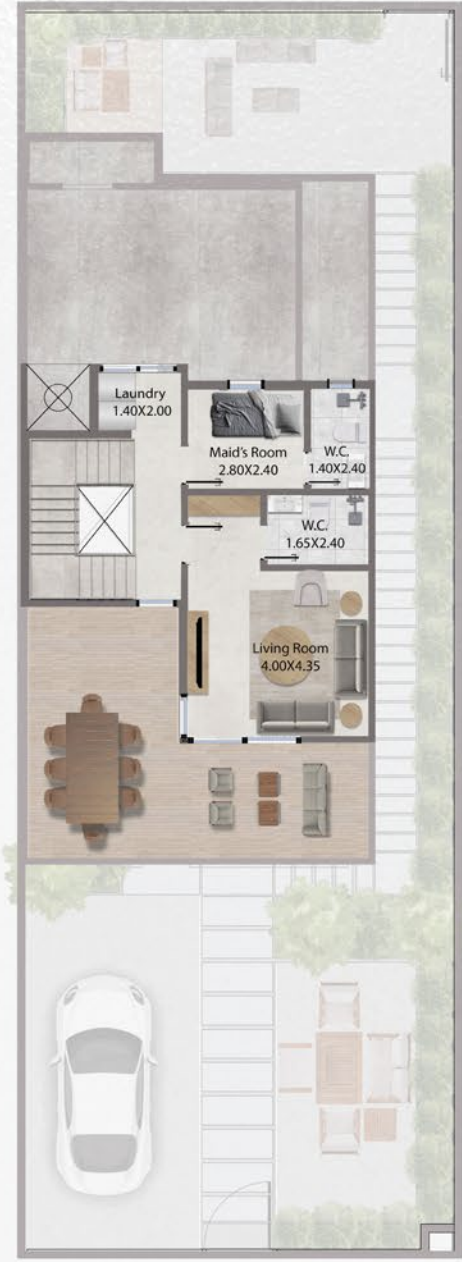 Laundry
1.40X2.00
Maid's Room
2.80X2.40
W.C.
1.40X2.40
W.C.
1.65X2.40
Living Room
4.00X4.35